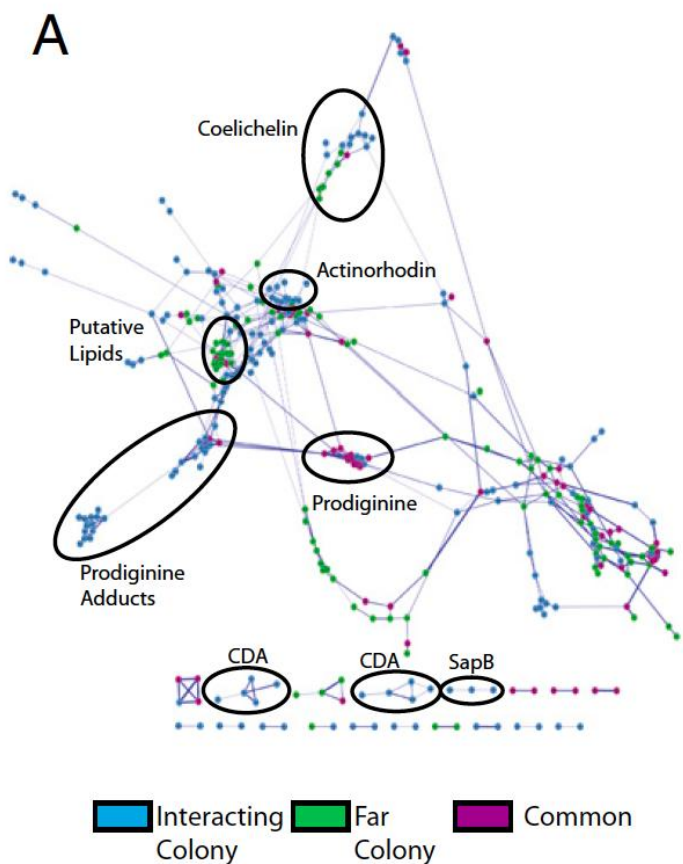 A
Coelichelin
Actinorhodin
Putative
Lipids
Prodiginine
Prodiginine
Adducts
CDA
CDA
SapB
Interacting
Colony
Far
Colony
Common